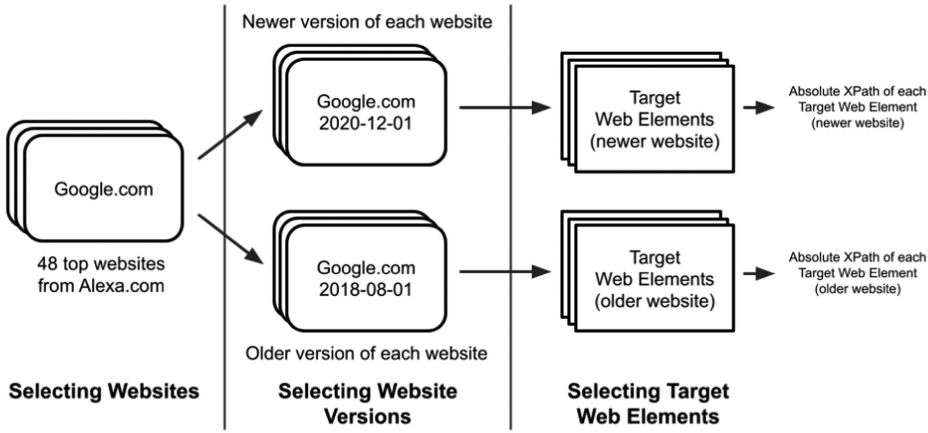 Newer version of each website
Google.com
2020-12-01
Target
Web Elements
(newer website)
Absolute XPath of each
Target Web Element
(newer website)
Google.com
48 top websites
from Alexa.com
Google.com
2018-08-01
Target
Web Elements
(older website)
Absolute XPath of each
Target Web Element
(older website)
Older version of each website
Selecting Websites
Selecting Website
Versions
Selecting Target
Web Elements